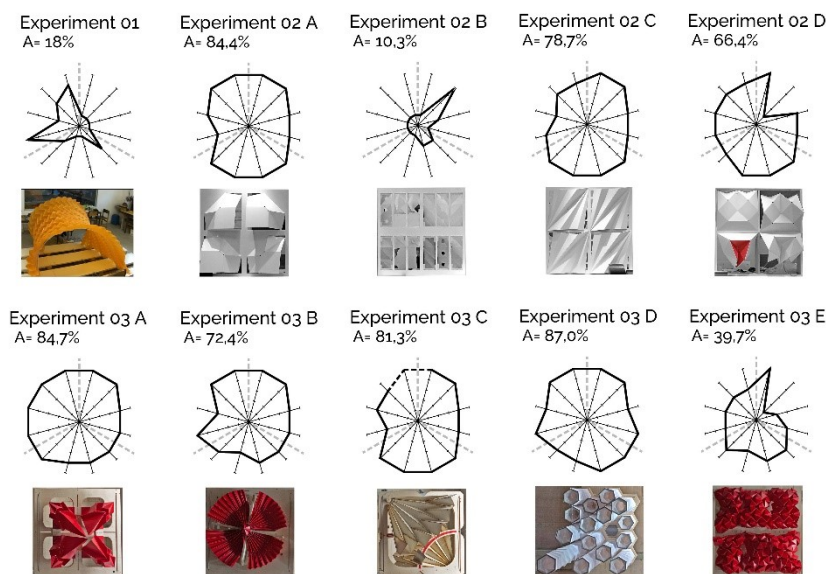 Experiment 01
A= 18%
Experiment 02 A
A= 84,4%
Experiment 02 B
A= 10,3%
Experiment 02 C
A= 78,7%
Experiment 02 D
A= 66,4%
Experiment 03 A
A= 84,7%
Experiment 03 B
A= 72,4%
Experiment 03 C
A= 81,3%
Experiment 03 D
A= 87,0%
Experiment 03 E
A= 39,7%